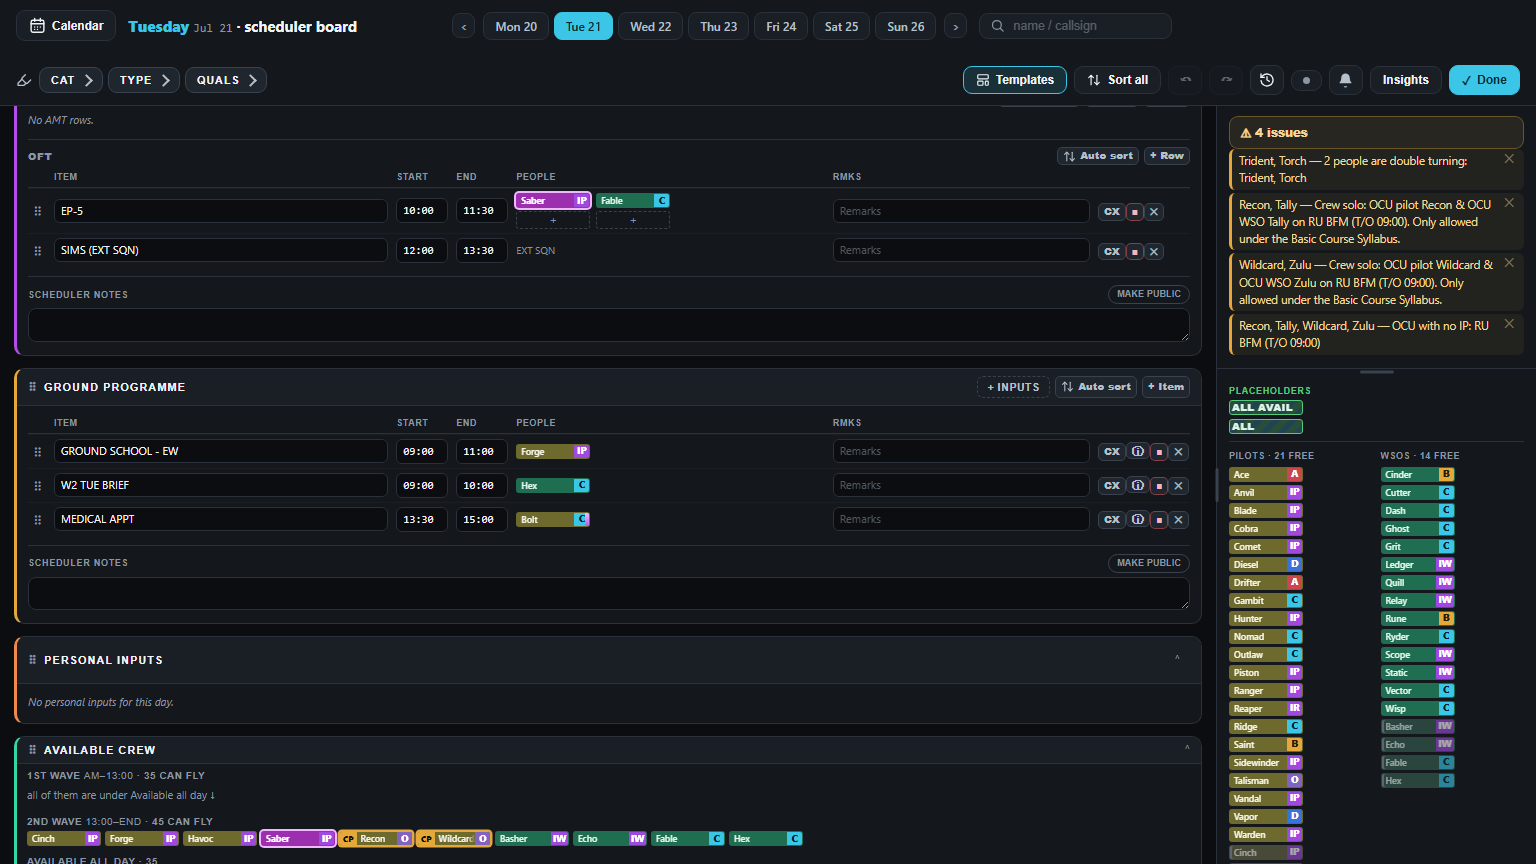 Calendar
Tuesday Jul 21 · scheduler board
‹ Mon 20 Tue 21 Wed 22 Thu 23 Fri 24 Sat 25 Sun 26 › name / callsign
CAT TYPE QUALS Templates Sort all Insights ✓ Done
No AMT rows.
OFT Auto sort + Row
ITEM START END PEOPLE RMKS
EP-5 10:00 11:30 Saber IP Fable C Remarks CX ✕
+ +
SIMS (EXT SQN) 12:00 13:30 EXT SQN Remarks CX ✕
SCHEDULER NOTES MAKE PUBLIC
GROUND PROGRAMME + INPUTS Auto sort + Item
ITEM START END PEOPLE RMKS
GROUND SCHOOL - EW 09:00 11:00 Forge IP Remarks CX ✕
W2 TUE BRIEF 09:00 10:00 Hex C Remarks CX ✕
MEDICAL APPT 13:30 15:00 Bolt C Remarks CX ✕
SCHEDULER NOTES MAKE PUBLIC
PERSONAL INPUTS
No personal inputs for this day.
AVAILABLE CREW
1ST WAVE AM–13:00 · 35 CAN FLY
all of them are under Available all day ↓
2ND WAVE 13:00–END · 45 CAN FLY
Cinch IP Forge IP Havoc IP Saber IP CP Recon O CP Wildcard O Basher IW Echo IW Fable C Hex C
AVAILABLE ALL DAY · 35
⚠ 4 issues
Trident, Torch — 2 people are double turning:
Trident, Torch
Recon, Tally — Crew solo: OCU pilot Recon & OCU
WSO Tally on RU BFM (T/O 09:00). Only allowed
under the Basic Course Syllabus.
Wildcard, Zulu — Crew solo: OCU pilot Wildcard &
OCU WSO Zulu on RU BFM (T/O 09:00). Only
allowed under the Basic Course Syllabus.
Recon, Tally, Wildcard, Zulu — OCU with no IP: RU
BFM (T/O 09:00)
PLACEHOLDERS
ALL AVAIL
ALL
PILOTS · 21 FREE WSOS · 14 FREE
Ace A Cinder B
Anvil IP Cutter C
Blade IP Dash C
Cobra IP Ghost C
Comet IP Grit C
Diesel D Ledger IW
Drifter A Quill IW
Gambit C Relay IW
Hunter IP Rune B
Nomad C Ryder C
Outlaw C Scope IW
Piston IP Static IW
Ranger IP Vector C
Reaper IR Wisp C
Ridge C Basher IW
Saint B Echo IW
Sidewinder IP Fable C
Talisman O Hex C
Vandal IP
Vapor D
Warden IP
Cinch IP